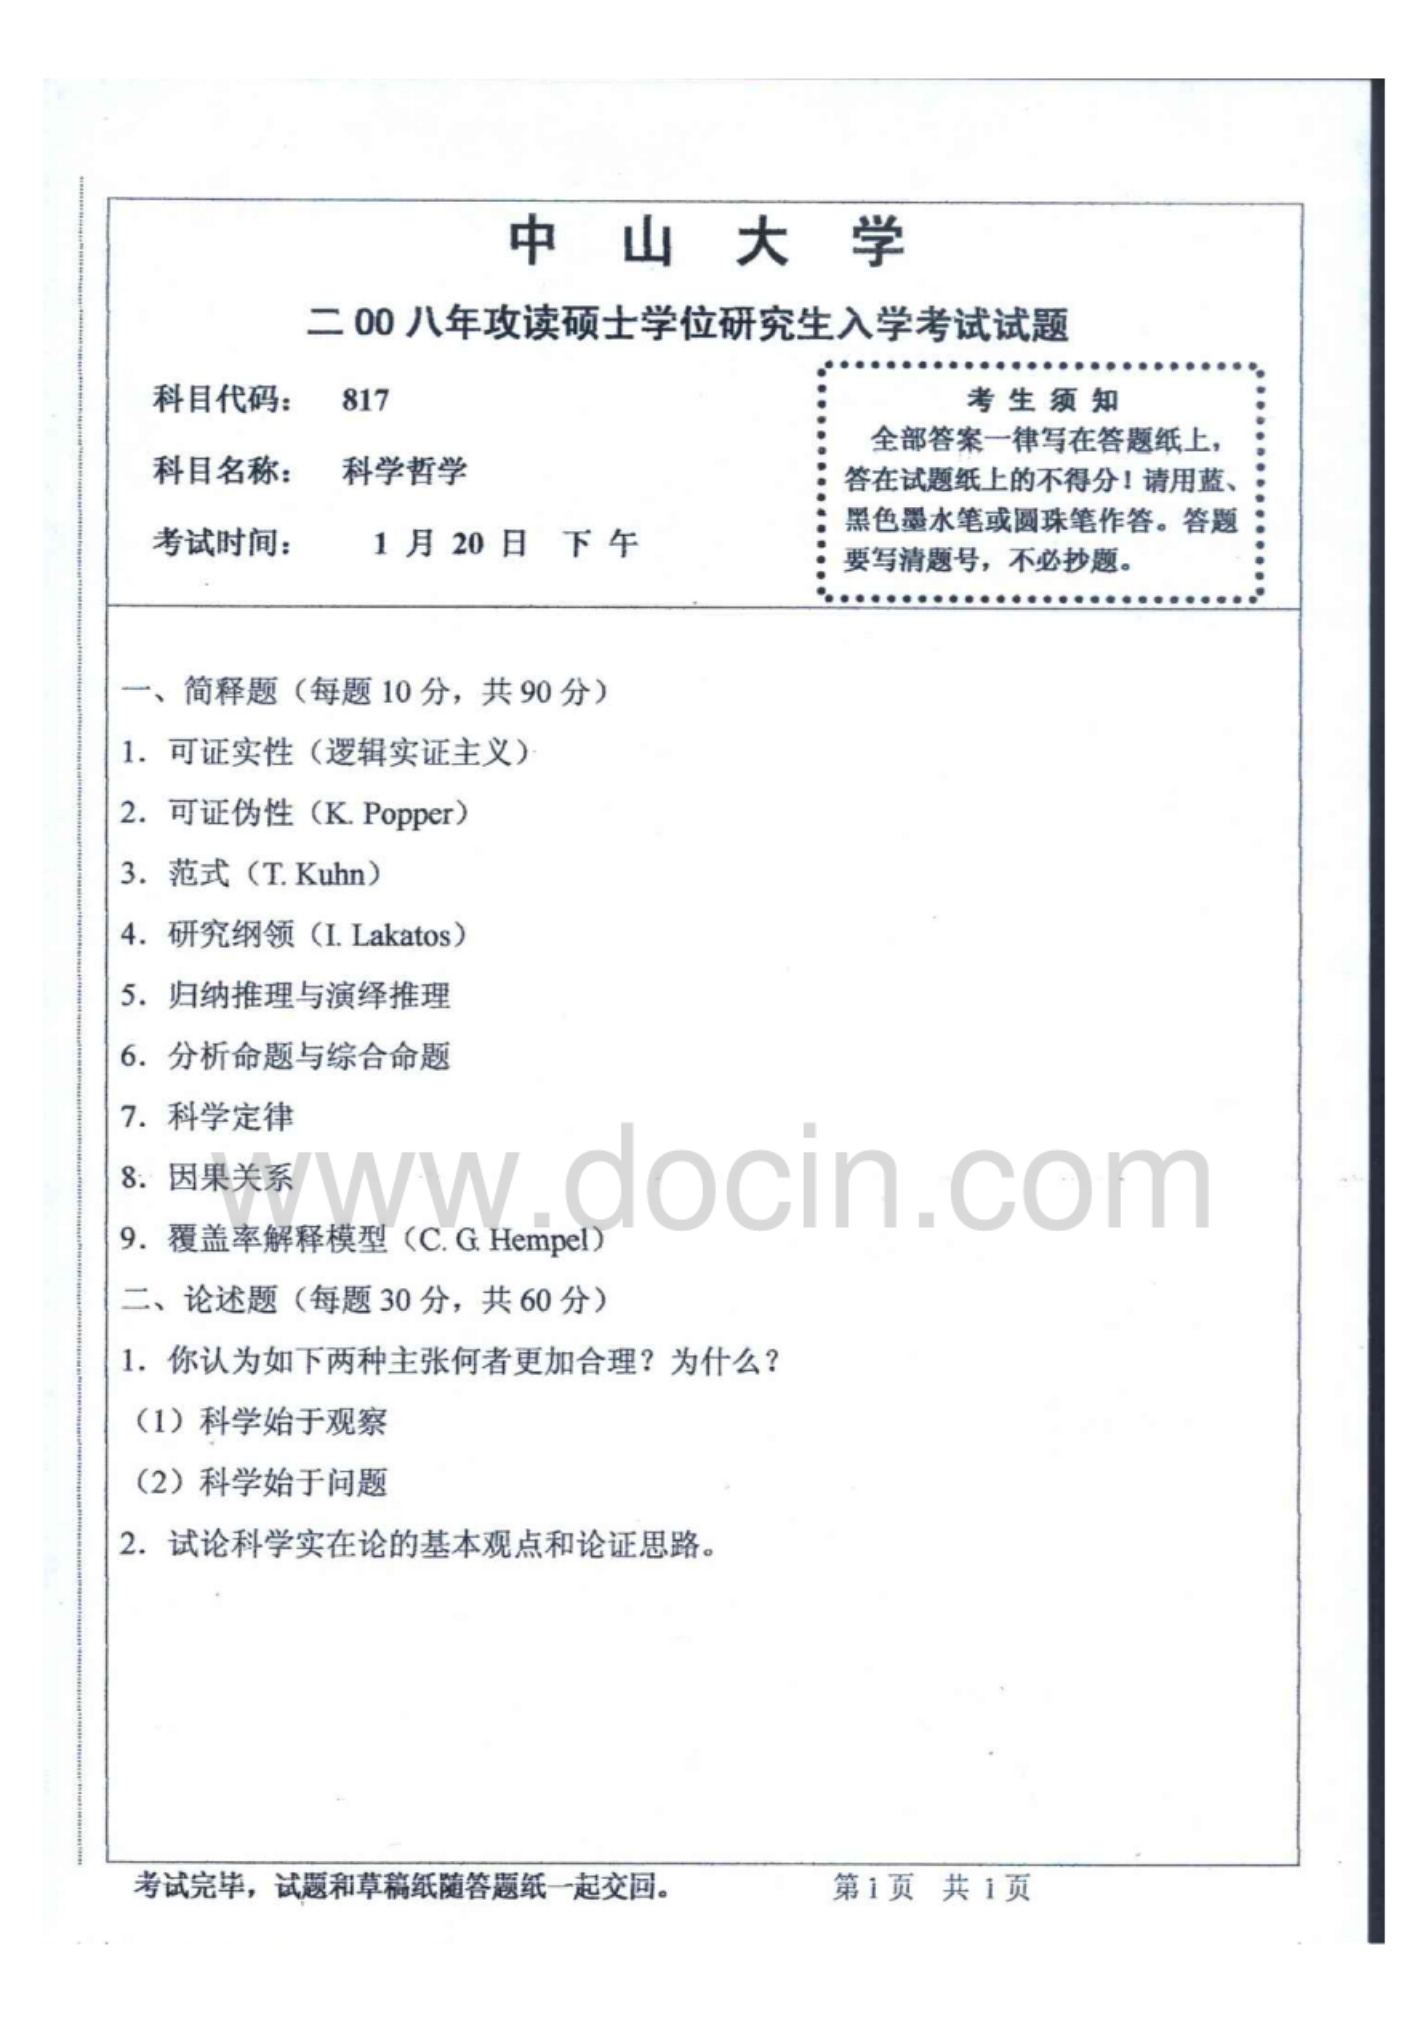 中 山 大 学
二00八年攻读硕士学位研究生入学考试试题
科目代码： 817
科目名称： 科学哲学
考试时间： 1 月 20 日 下 午
考 生 须 知
全部答案一律写在答题纸上，
答在试题纸上的不得分！请用蓝、
黑色墨水笔或圆珠笔作答。答题
要写清题号，不必抄题。
一、简释题（每题 10 分，共 90 分）
1．可证实性（逻辑实证主义）
2．可证伪性（K. Popper）
3．范式（T. Kuhn）
4．研究纲领（I. Lakatos）
5．归纳推理与演绎推理
6．分析命题与综合命题
7．科学定律
8．因果关系
www.docin.com
9．覆盖率解释模型（C. G. Hempel）
二、论述题（每题 30 分，共 60 分）
1．你认为如下两种主张何者更加合理？为什么？
（1）科学始于观察
（2）科学始于问题
2．试论科学实在论的基本观点和论证思路。
考试完毕，试题和草稿纸随答题纸一起交回。 第 1 页 共 1 页